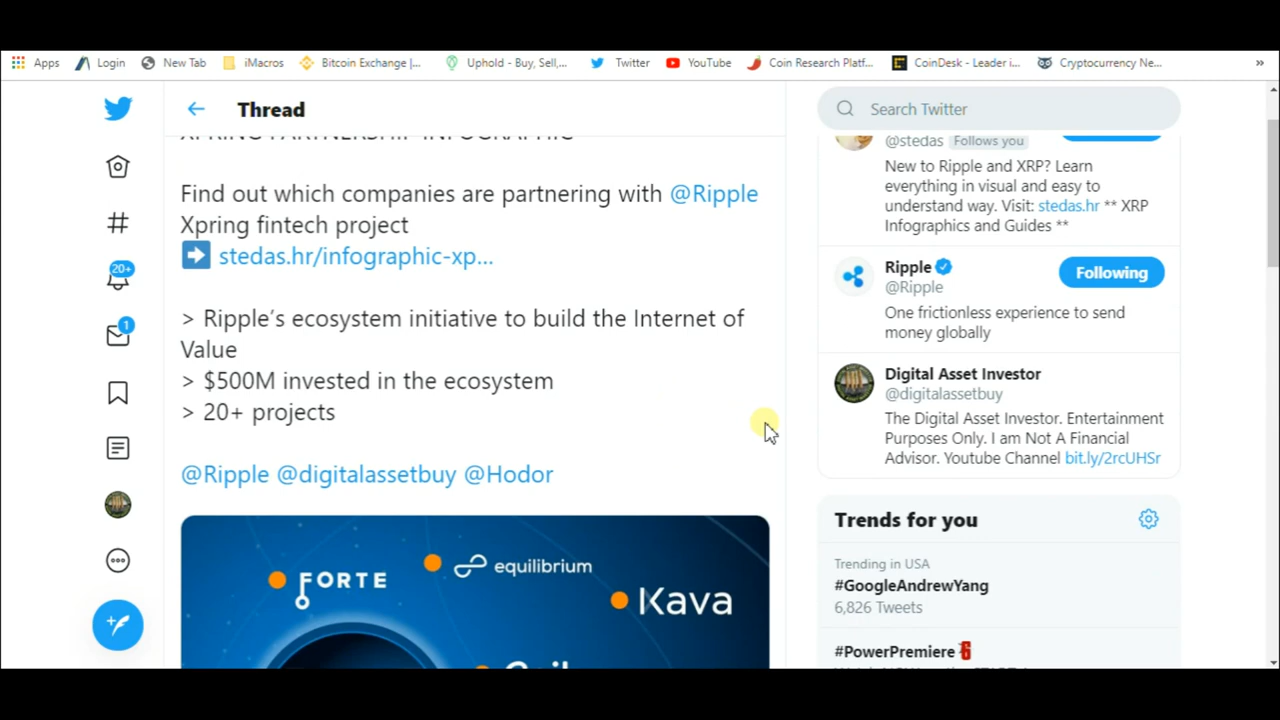 Apps Login New Tab iMacros Bitcoin Exchange |... Uphold - Buy, Sell,... Twitter YouTube Coin Research Platf... CoinDesk - Leader i... Cryptocurrency Ne... »
Thread
XPRING PARTNERSHIP INFOGRAPHIC
Find out which companies are partnering with @Ripple
Xpring fintech project
➡ stedas.hr/infographic-xp...
> Ripple's ecosystem initiative to build the Internet of
Value
> $500M invested in the ecosystem
> 20+ projects
@Ripple @digitalassetbuy @Hodor
FORTE
equilibrium
Kava
20+
1
Search Twitter
@stedas Follows you
New to Ripple and XRP? Learn
everything in visual and easy to
understand way. Visit: stedas.hr ** XRP
Infographics and Guides **
Ripple
@Ripple
Following
One frictionless experience to send
money globally
Digital Asset Investor
@digitalassetbuy
The Digital Asset Investor. Entertainment
Purposes Only. I am Not A Financial
Advisor. Youtube Channel bit.ly/2rcUHSr
Trends for you
Trending in USA
#GoogleAndrewYang
6,826 Tweets
#PowerPremiere